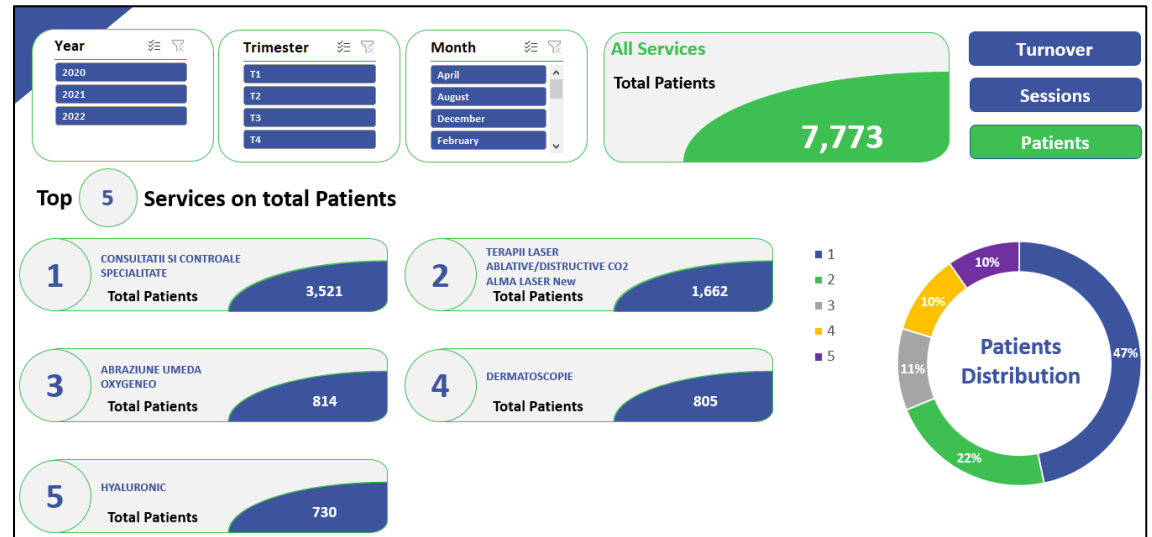 Year
2020
2021
2022
Trimester
T1
T2
T3
T4
Month
April
August
December
February
All Services
Total Patients
7,773
Turnover
Sessions
Patients
Top 5 Services on total Patients
1
CONSULTATII SI CONTROALE
SPECIALITATE
Total Patients
3,521
2
TERAPII LASER
ABLATIVE/DISTRUCTIVE CO2
ALMA LASER New
Total Patients
1,662
3
ABRAZIUNE UMEDA
OXYGENEO
Total Patients
814
4
DERMATOSCOPIE
Total Patients
805
5
HYALURONIC
Total Patients
730
1
2
3
4
5
10%
10%
11%
22%
47%
Patients
Distribution